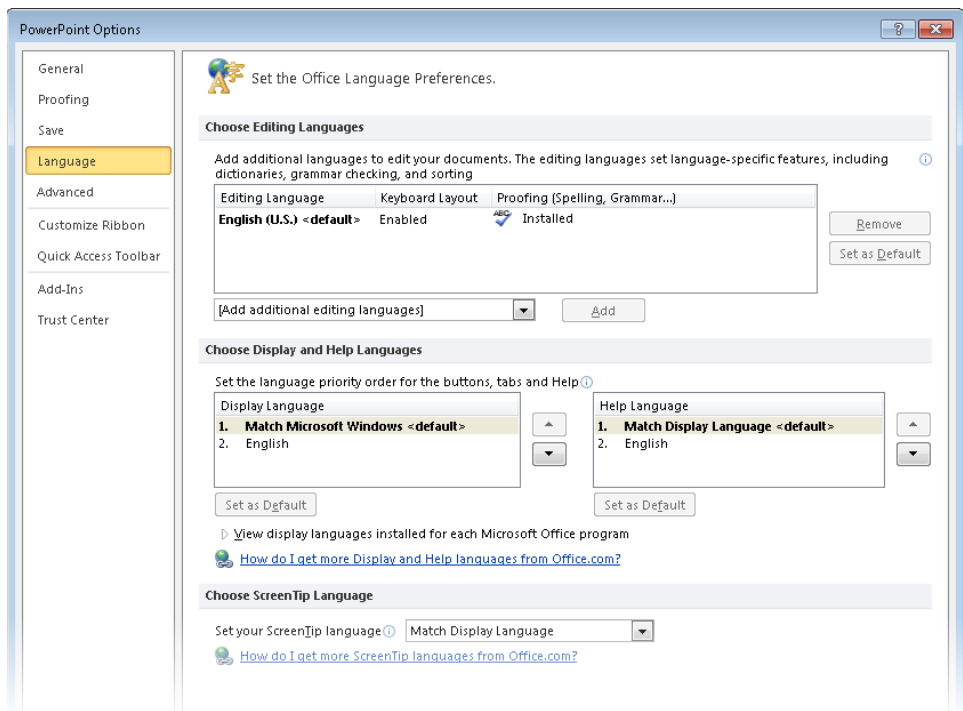 PowerPoint Options
General
Proofing
Save
Language
Advanced
Customize Ribbon
Quick Access Toolbar
Add-Ins
Trust Center
Set the Office Language Preferences.
Choose Editing Languages
Add additional languages to edit your documents. The editing languages set language-specific features, including
dictionaries, grammar checking, and sorting
Editing Language Keyboard Layout Proofing (Spelling, Grammar...)
English (U.S.) <default> Enabled ABC Installed
Remove
Set as Default
[Add additional editing languages] Add
Choose Display and Help Languages
Set the language priority order for the buttons, tabs and Help
Display Language
1. Match Microsoft Windows <default>
2. English
Set as Default
Help Language
1. Match Display Language <default>
2. English
Set as Default
View display languages installed for each Microsoft Office program
How do I get more Display and Help languages from Office.com?
Choose ScreenTip Language
Set your ScreenTip language Match Display Language
How do I get more ScreenTip languages from Office.com?